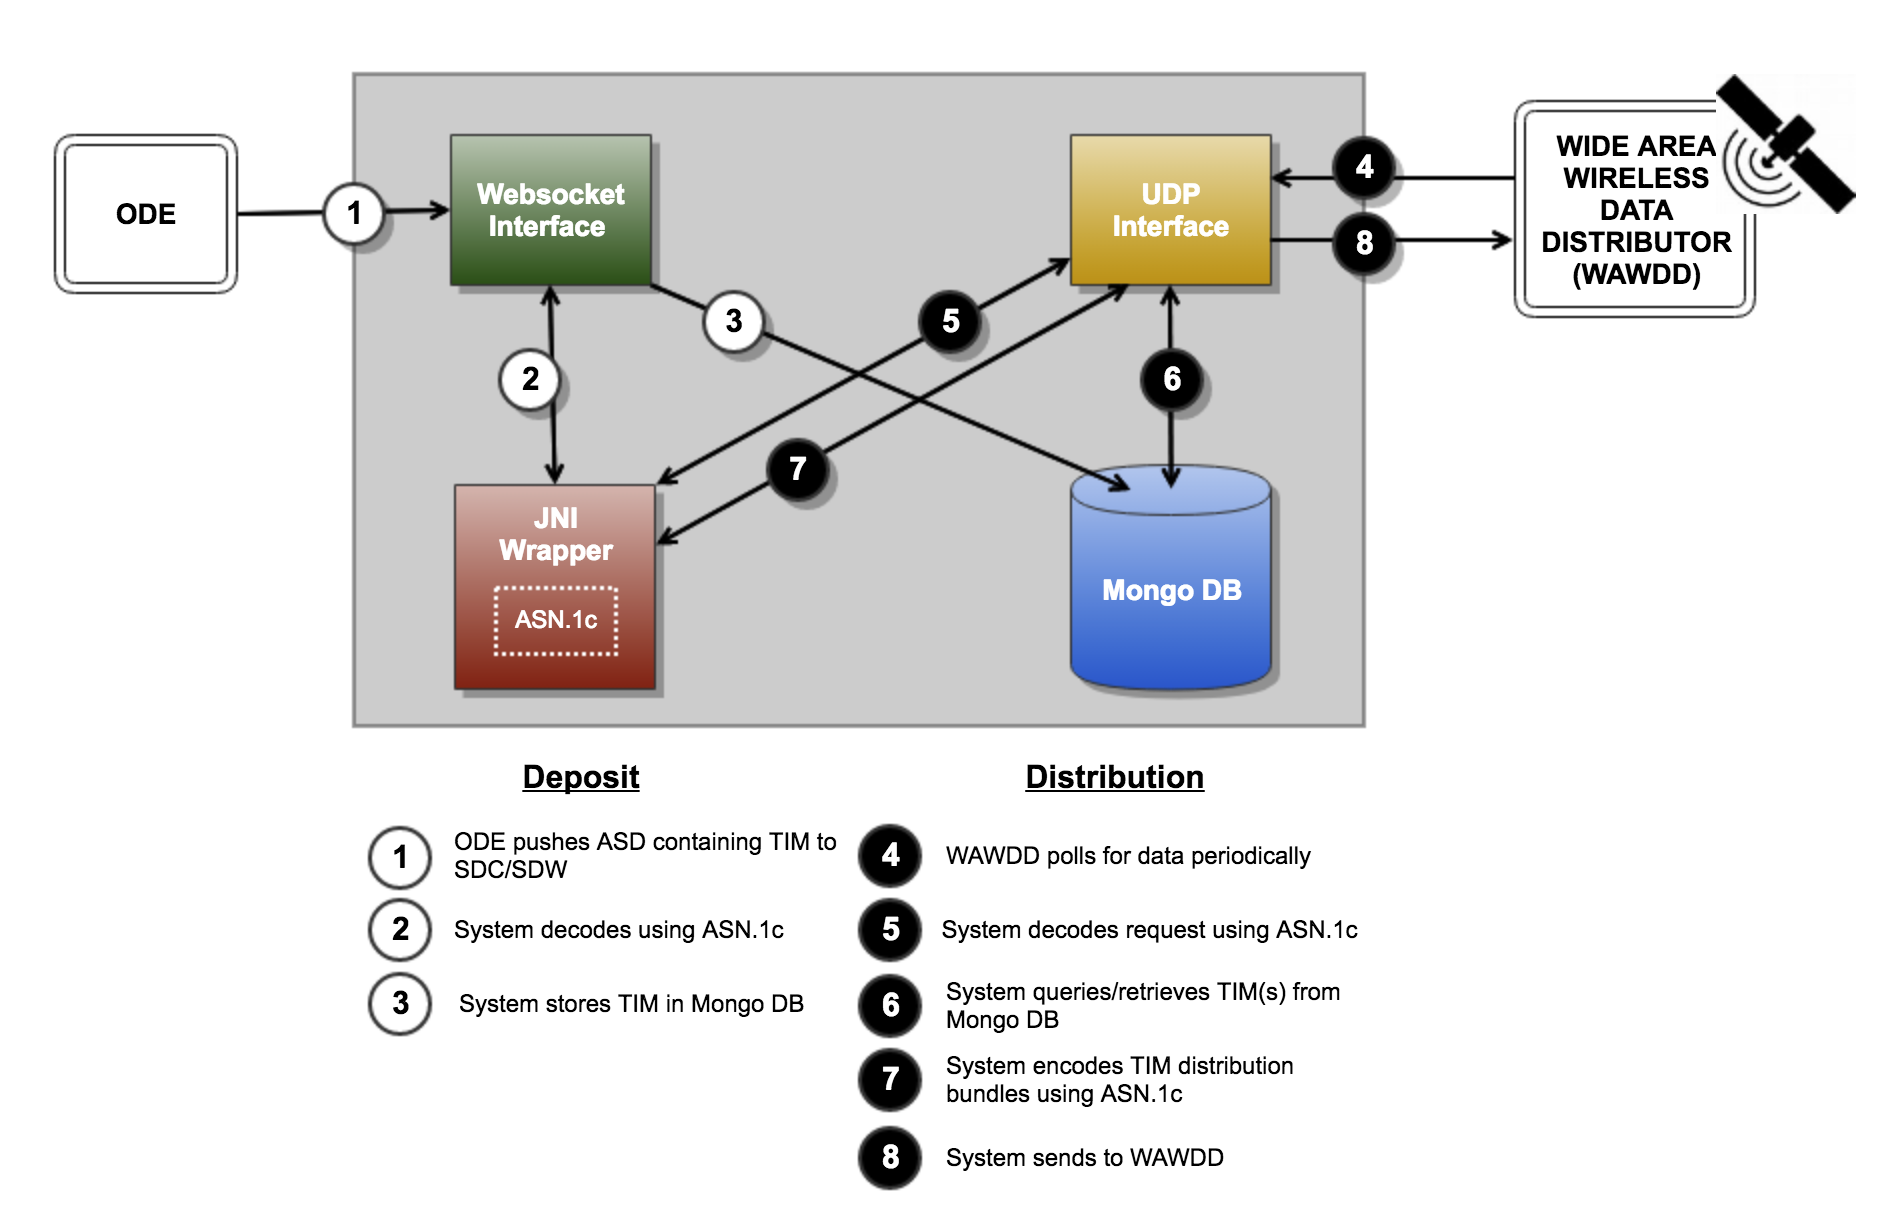 ODE
1
Websocket
Interface
UDP
Interface
4
8
WIDE AREA
WIRELESS
DATA
DISTRIBUTOR
(WAWDD)
3
5
2
6
7
JNI
Wrapper
ASN.1c
Mongo DB
Deposit
1
ODE pushes ASD containing TIM to
SDC/SDW
2
System decodes using ASN.1c
3
System stores TIM in Mongo DB
Distribution
4
WAWDD polls for data periodically
5
System decodes request using ASN.1c
6
System queries/retrieves TIM(s) from
Mongo DB
7
System encodes TIM distribution
bundles using ASN.1c
8
System sends to WAWDD